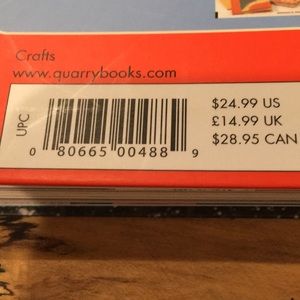 Crafts
www.quarrybooks.com
UPC
0 80665 00488 9
$24.99 US
£14.99 UK
$28.95 CAN